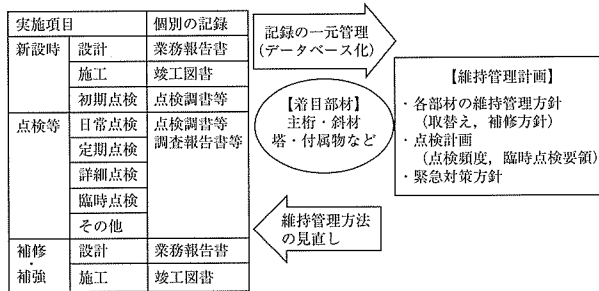 実施項目 個別の記録
新設時 設計 業務報告書
施工 竣工図書
初期点検 点検調書等
点検等 日常点検 点検調書等
調査報告書等
定期点検
詳細点検
臨時点検
その他
補修・補強 設計 業務報告書
施工 竣工図書
記録の一元管理
(データベース化)
【着目部材】
主桁・斜材
塔・付属物など
維持管理方法
の見直し
【維持管理計画】
・各部材の維持管理方針
(取替え，補修方針)
・点検計画
(点検頻度，臨時点検要領)
・緊急対策方針